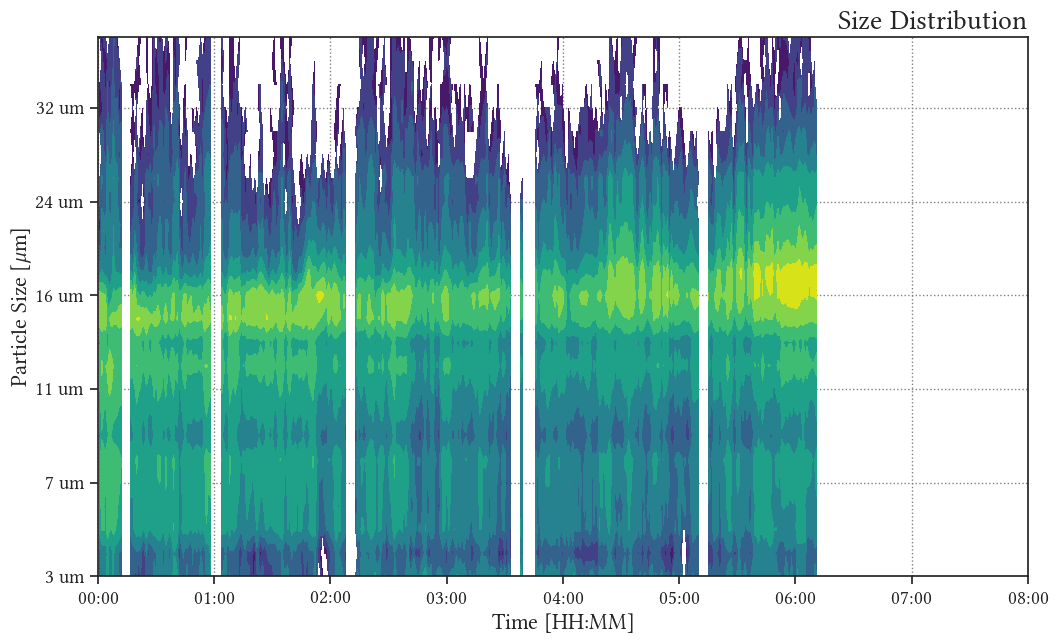 Size Distribution
Particle Size [μm]
32 um
24 um
16 um
11 um
7 um
3 um
00:00 01:00 02:00 03:00 04:00 05:00 06:00 07:00 08:00
Time [HH:MM]